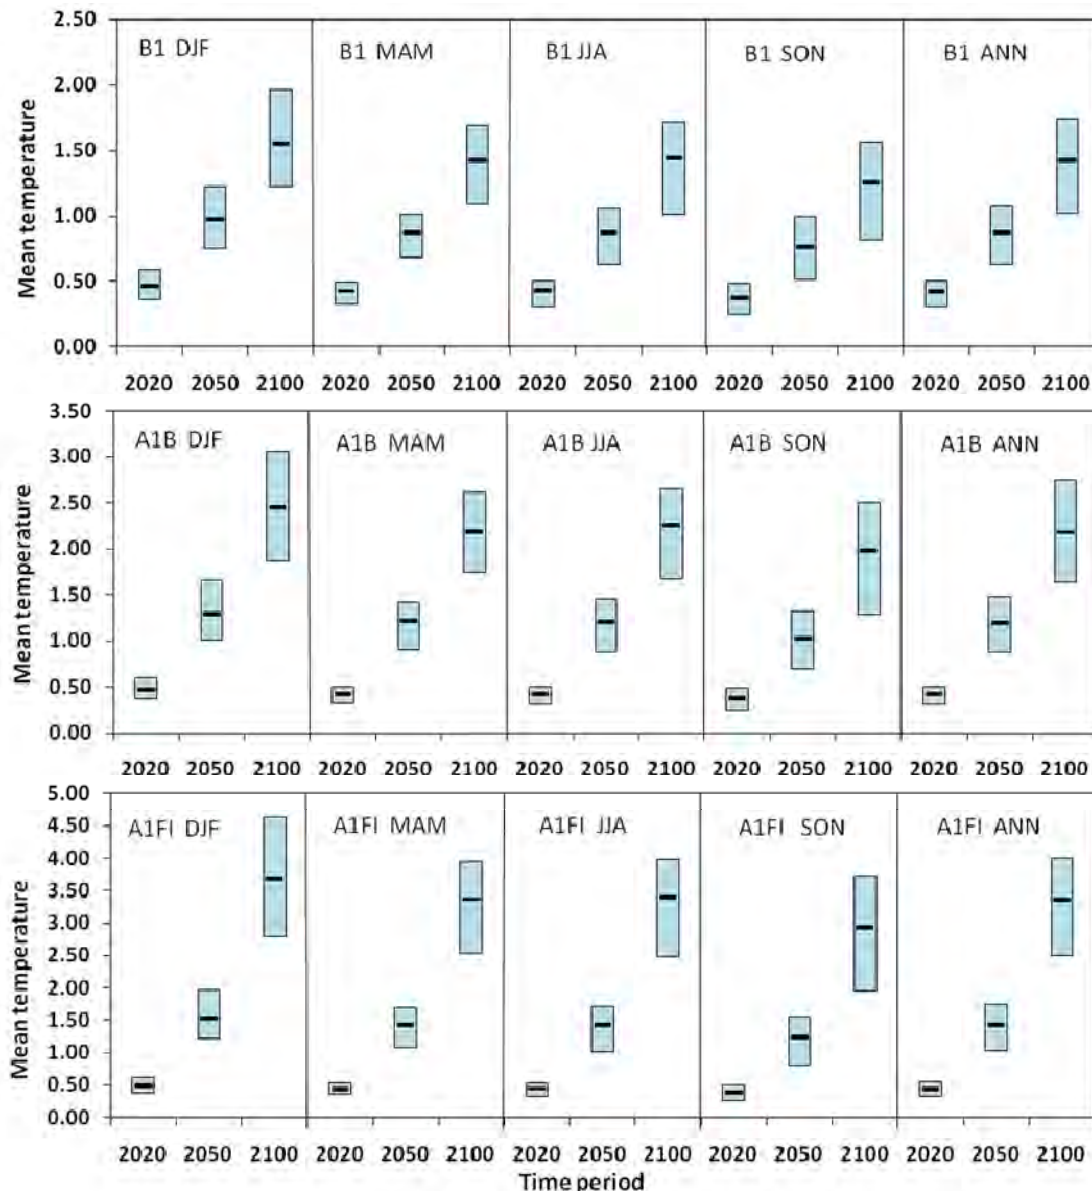 2.50
B1 DJF B1 MAM B1 JJA B1 SON B1 ANN
2.00
1.50
1.00
0.50
0.00
Mean temperature
2020 2050 2100 2020 2050 2100 2020 2050 2100 2020 2050 2100 2020 2050 2100
3.50
A1B DJF A1B MAM A1B JJA A1B SON A1B ANN
3.00
2.50
2.00
1.50
1.00
0.50
0.00
Mean temperature
2020 2050 2100 2020 2050 2100 2020 2050 2100 2020 2050 2100 2020 2050 2100
5.00
A1FI DJF A1FI MAM A1FI JJA A1FI SON A1FI ANN
4.50
4.00
3.50
3.00
2.50
2.00
1.50
1.00
0.50
0.00
Mean temperature
2020 2050 2100 2020 2050 2100 2020 2050 2100 2020 2050 2100 2020 2050 2100
Time period